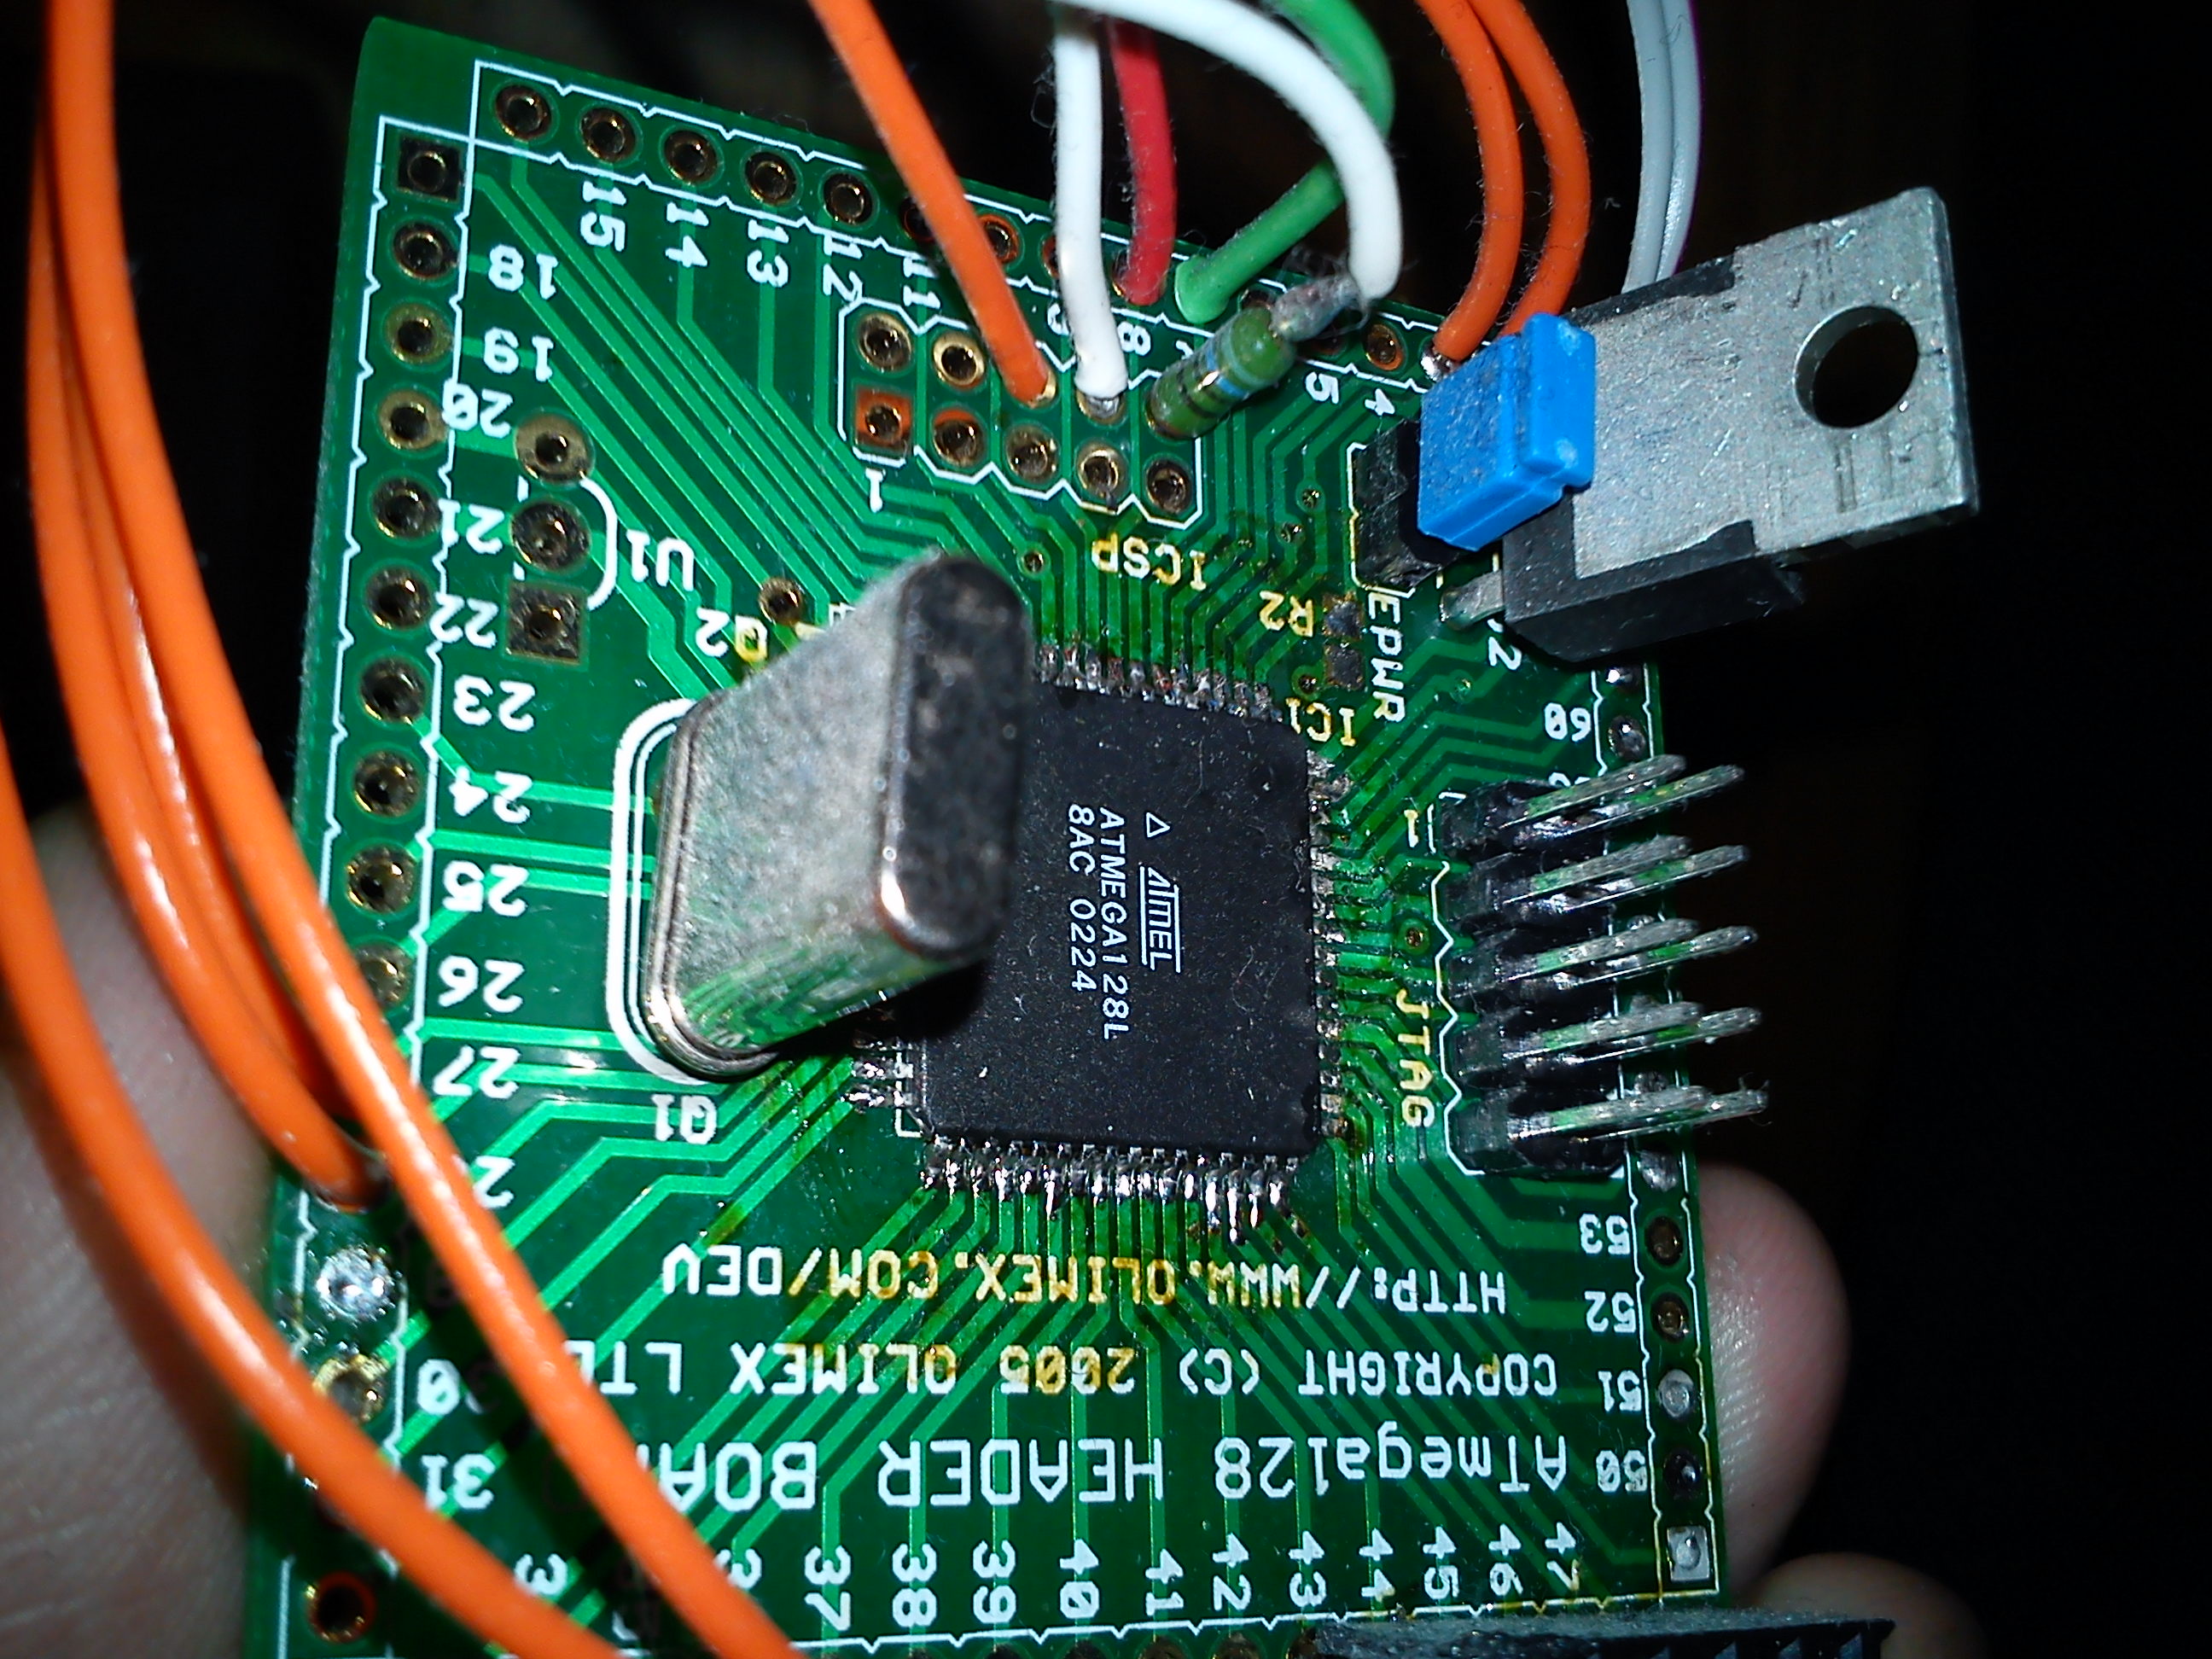 47 46 45 44 43 42 41 40 39 38 37
ATmega128 HEADER
COPYRIGHT (C) 2005 OLIMEX LTD
HTTP://WWW.OLIMEX.COM/DEV
50
51
52
53
60
31
27
26
25
24
23
22
21
20
19
18
JTAG
1
Q1
ATMEL
ATMEGA128L
8AC 0224
IC1
EPWR
R2
Q2
U1
ICSP
1
4 5 8 11 12 13 14 15